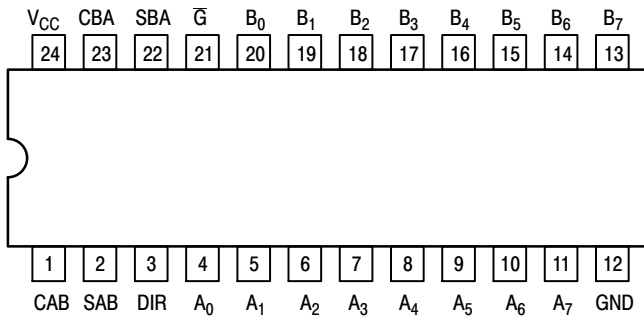 V_CC CBA SBA G̅ B₀ B₁ B₂ B₃ B₄ B₅ B₆ B₇
24 23 22 21 20 19 18 17 16 15 14 13
1 2 3 4 5 6 7 8 9 10 11 12
CAB SAB DIR A₀ A₁ A₂ A₃ A₄ A₅ A₆ A₇ GND